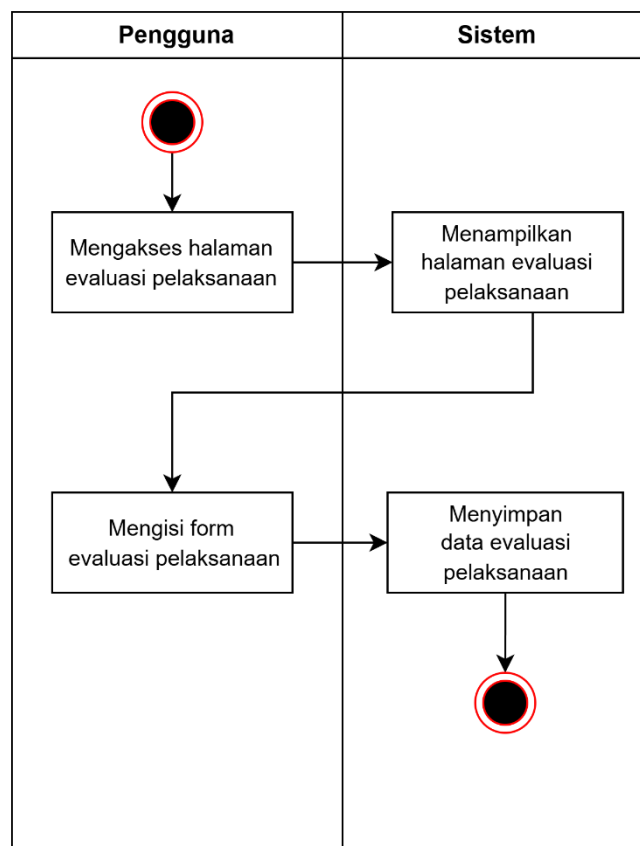 Pengguna
Sistem
Mengakses halaman
evaluasi pelaksanaan
Menampilkan
halaman evaluasi
pelaksanaan
Mengisi form
evaluasi pelaksanaan
Menyimpan
data evaluasi
pelaksanaan